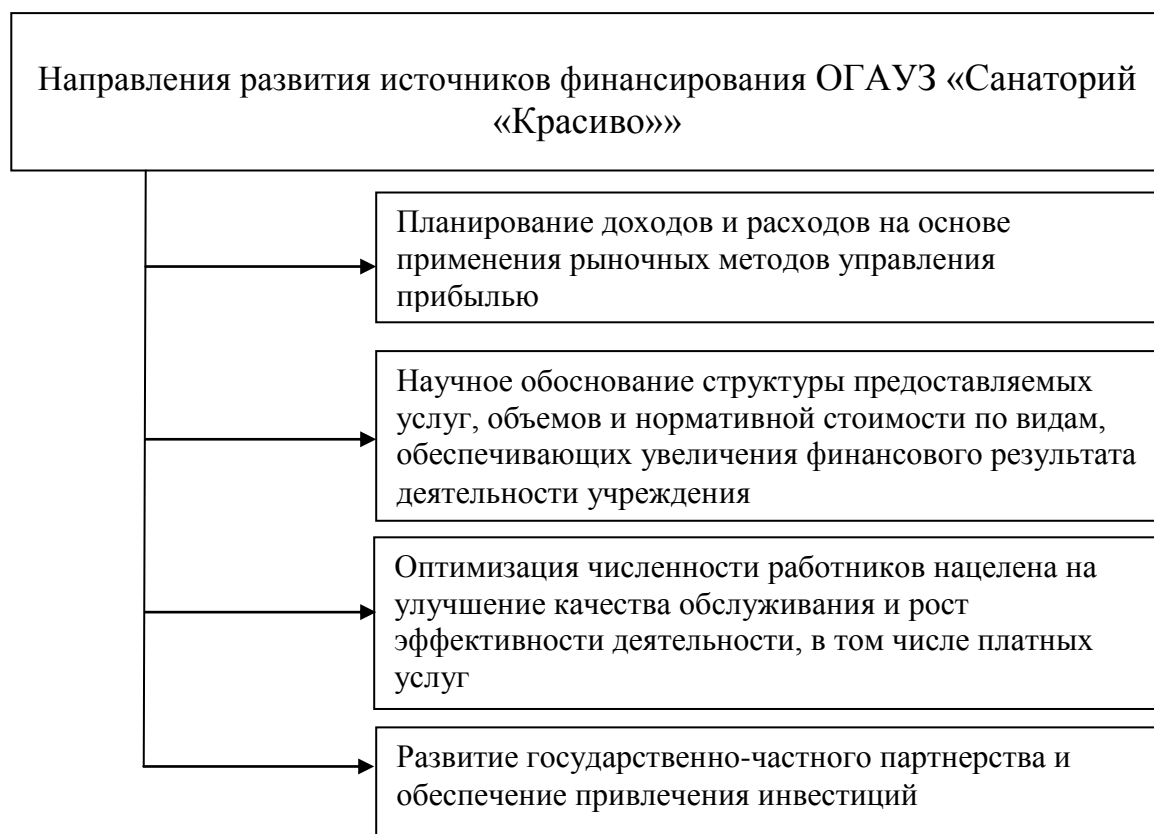 Направления развития источников финансирования ОГАУЗ «Санаторий
«Красиво»»
Планирование доходов и расходов на основе
применения рыночных методов управления
прибылью
Научное обоснование структуры предоставляемых
услуг, объемов и нормативной стоимости по видам,
обеспечивающих увеличения финансового результата
деятельности учреждения
Оптимизация численности работников нацелена на
улучшение качества обслуживания и рост
эффективности деятельности, в том числе платных
услуг
Развитие государственно-частного партнерства и
обеспечение привлечения инвестиций